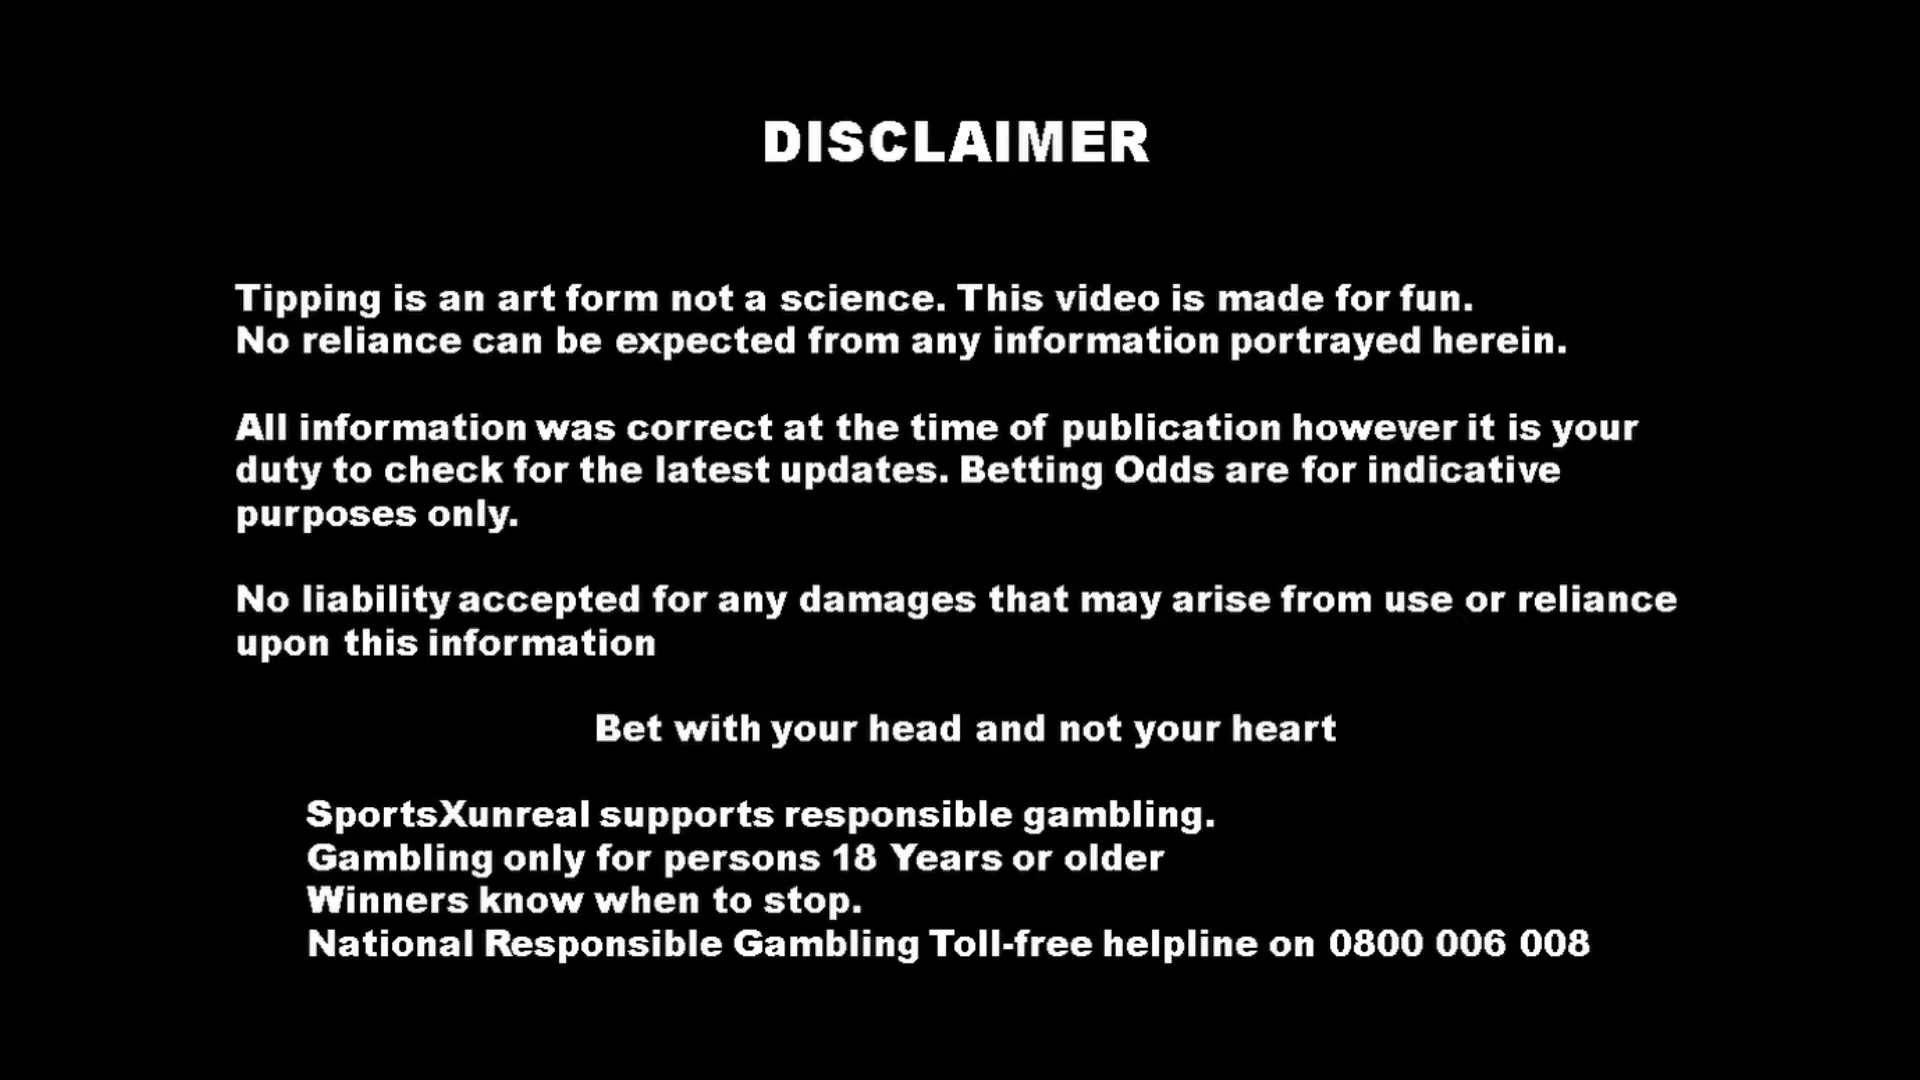 DISCLAIMER
Tipping is an art form not a science. This video is made for fun.
No reliance can be expected from any information portrayed herein.
All information was correct at the time of publication however it is your
duty to check for the latest updates. Betting Odds are for indicative
purposes only.
No liability accepted for any damages that may arise from use or reliance
upon this information
Bet with your head and not your heart
SportsXunreal supports responsible gambling.
Gambling only for persons 18 Years or older
Winners know when to stop.
National Responsible Gambling Toll-free helpline on 0800 006 008